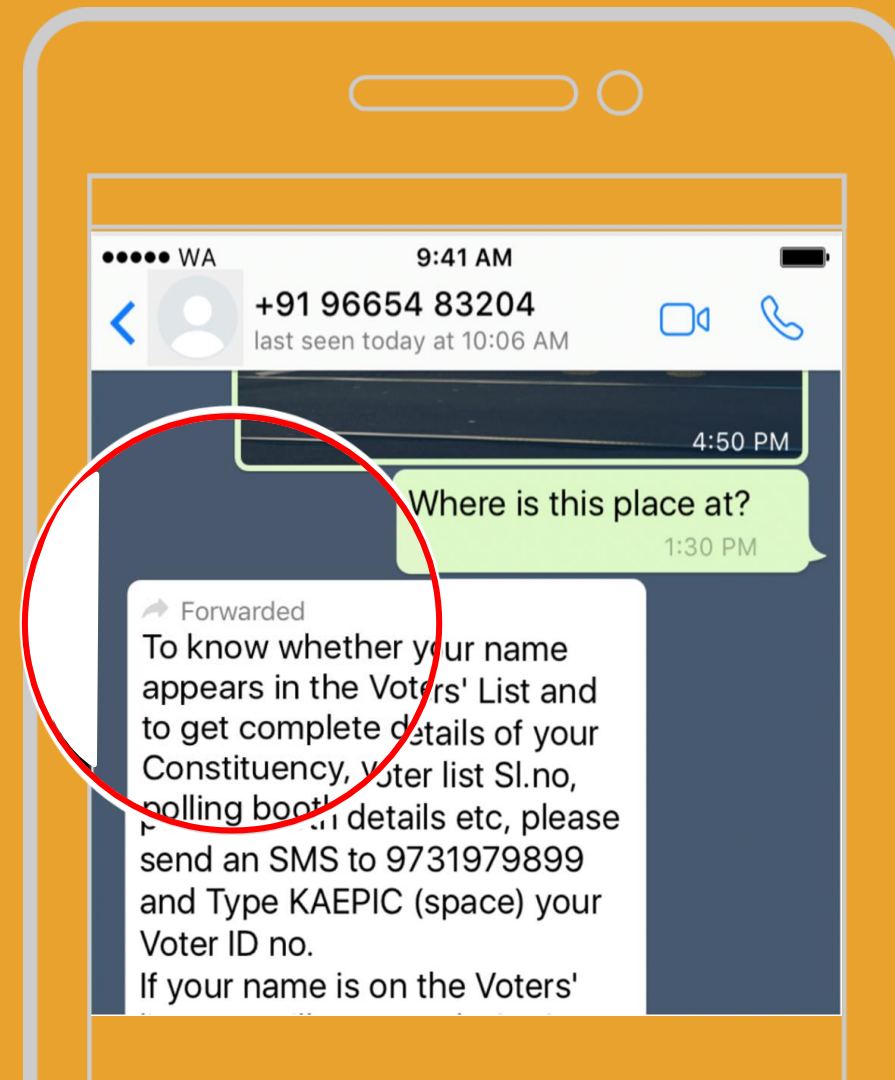 WA 9:41 AM
+91 96654 83204
last seen today at 10:06 AM
4:50 PM
Where is this place at?
1:30 PM
Forwarded
To know whether your name
appears in the Voters' List and
to get complete details of your
Constituency, Voter list Sl.no,
polling booth details etc, please
send an SMS to 9731979899
and Type KAEPIC (space) your
Voter ID no.
If your name is on the Voters'